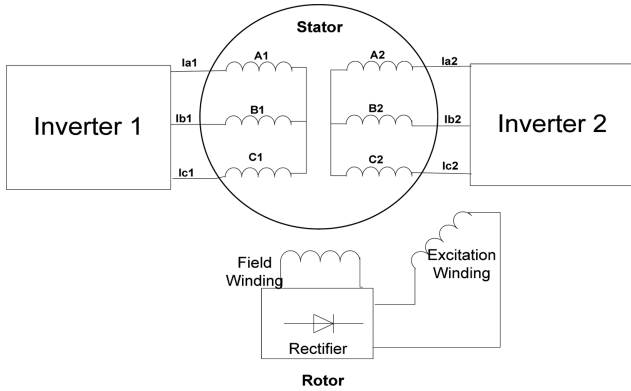 Stator
Ia1
A1
A2
Ia2
Inverter 1
Ib1
B1
B2
Ib2
Inverter 2
Ic1
C1
C2
Ic2
Field
Winding
Excitation
Winding
Rectifier
Rotor